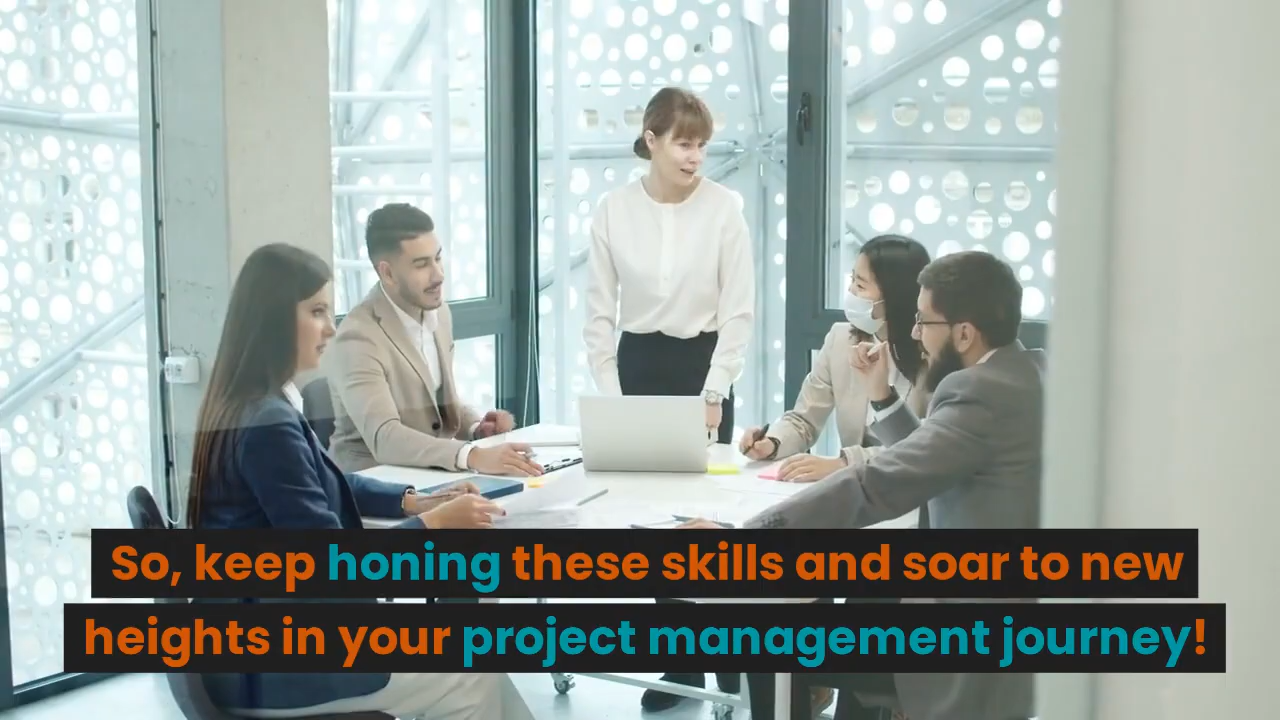 So, keep honing these skills and soar to new
heights in your project management journey!